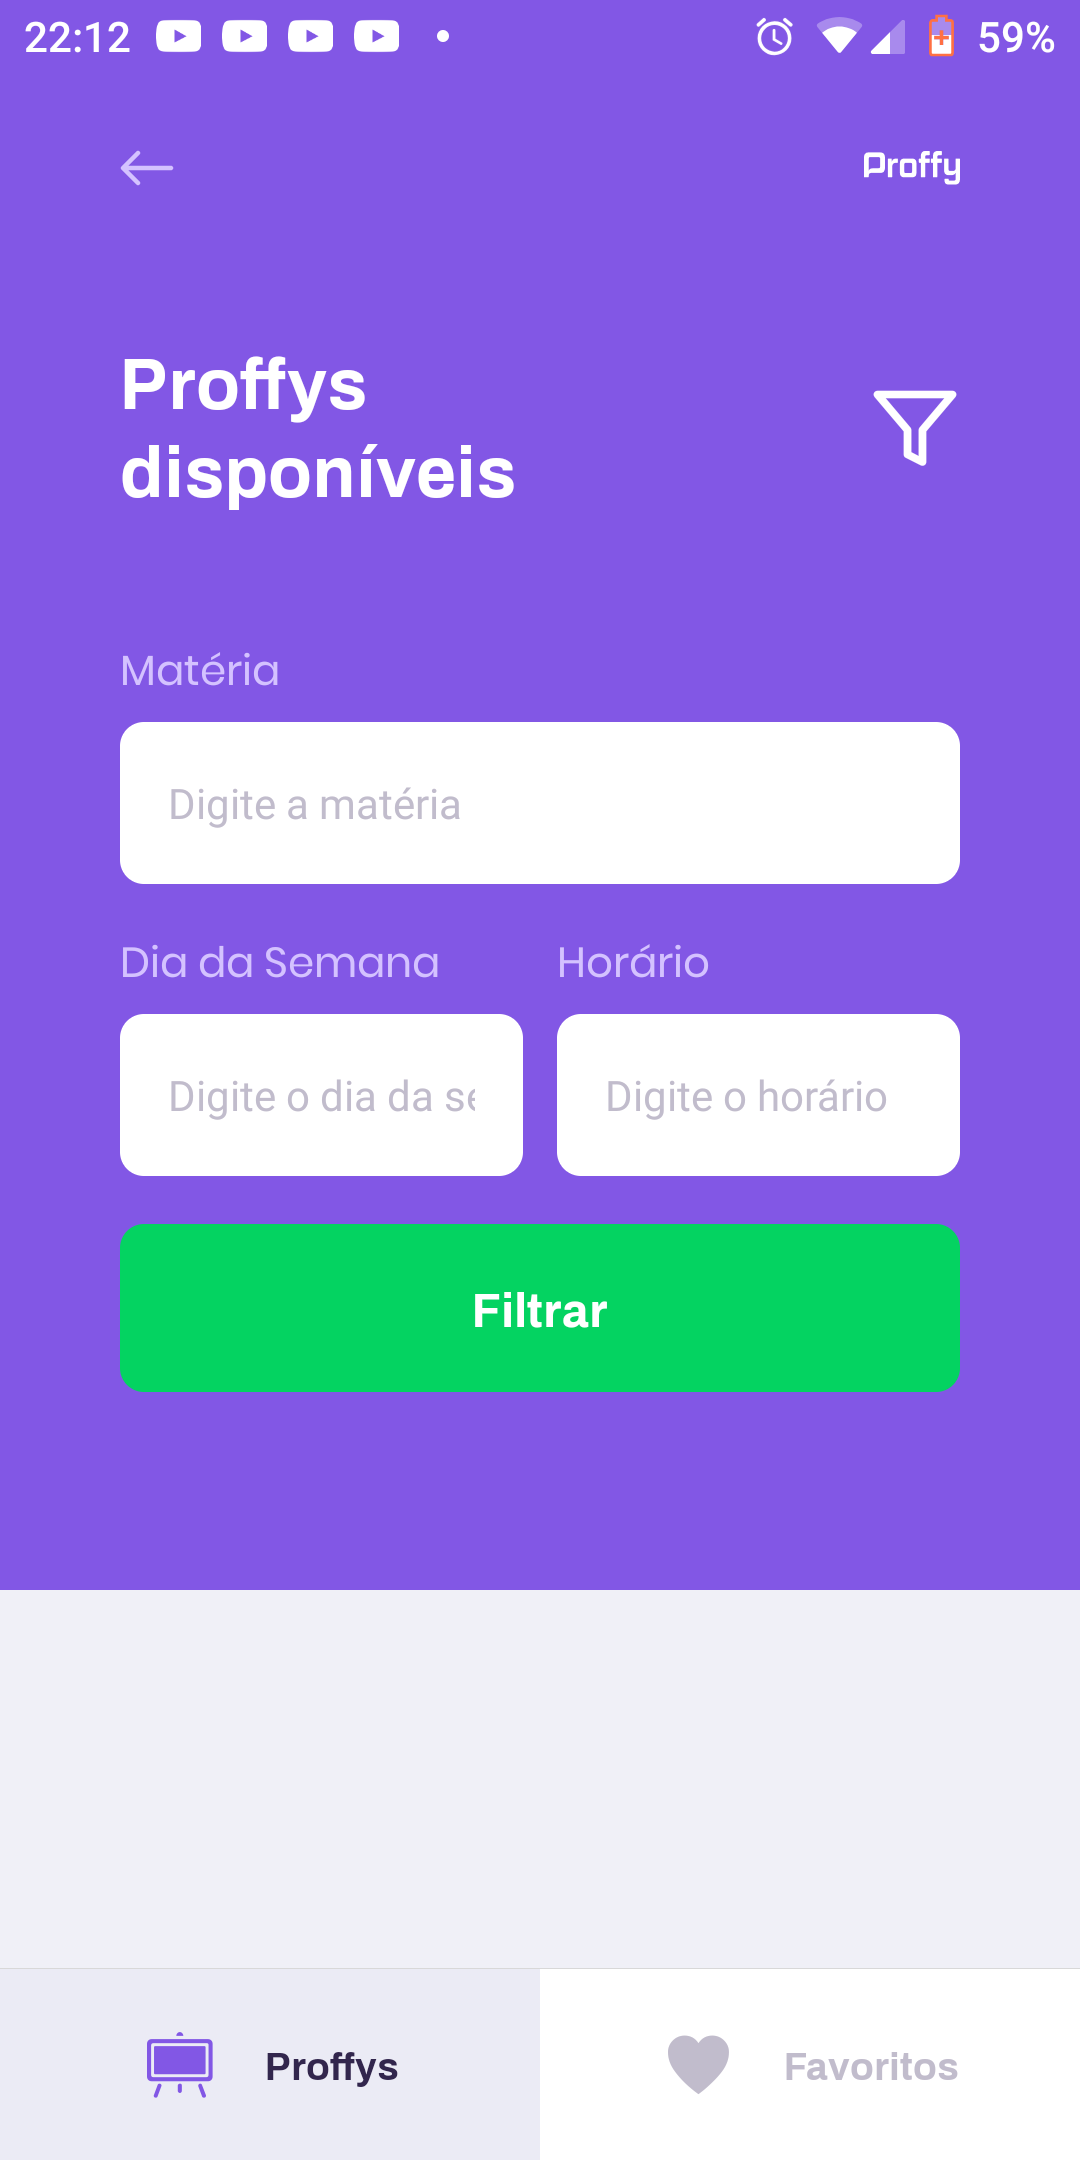 22:12 59%
Proffy
Proffys
disponíveis
Matéria
Digite a matéria
Dia da Semana Horário
Digite o dia da se Digite o horário
Filtrar
Proffys Favoritos